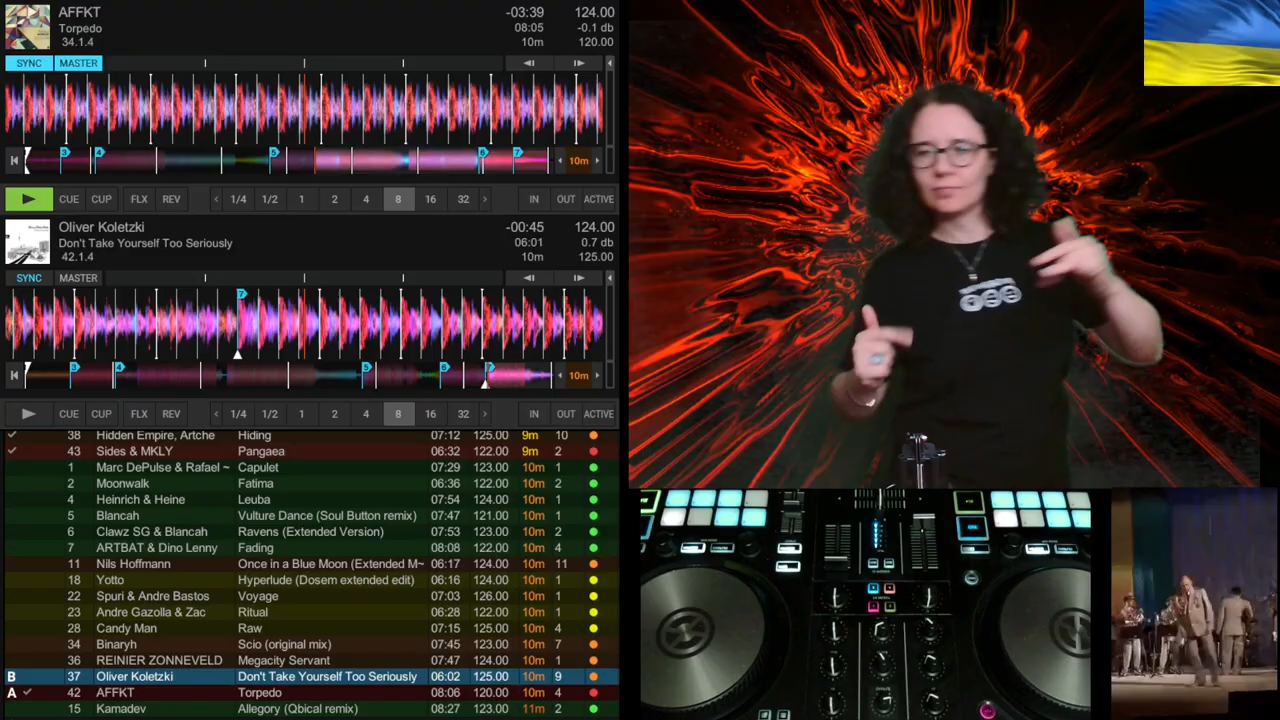 AFFKT -03:39 124.00
Torpedo 08:05 -0.1 db
34.1.4 10m 120.00
SYNC MASTER
3 4 5 6 7 10m
CUE CUP FLX REV 1/4 1/2 1 2 4 8 16 32 IN OUT ACTIVE
Oliver Koletzki -00:45 124.00
Don't Take Yourself Too Seriously 06:01 0.7 db
42.1.4 10m 125.00
SYNC MASTER
7
3 4 5 6 7 10m
CUE CUP FLX REV 1/4 1/2 1 2 4 8 16 32 IN OUT ACTIVE
38 Hidden Empire, Artche Hiding 07:12 125.00 9m 10
43 Sides & MKLY Pangaea 06:32 122.00 9m 2
1 Marc DePulse & Rafael ~ Capulet 07:29 123.00 10m 1
2 Moonwalk Fatima 06:36 122.00 10m 2
4 Heinrich & Heine Leuba 07:54 124.00 10m 1
5 Blancah Vulture Dance (Soul Button remix) 07:47 121.00 10m 1
6 Clawz SG & Blancah Ravens (Extended Version) 07:53 123.00 10m 2
7 ARTBAT & Dino Lenny Fading 08:08 122.00 10m 4
11 Nils Hoffmann Once in a Blue Moon (Extended M~ 06:17 124.00 10m 11
18 Yotto Hyperlude (Dosem extended edit) 06:16 124.00 10m 1
22 Spuri & Andre Bastos Voyage 07:03 126.00 10m 1
23 Andre Gazolla & Zac Ritual 06:28 122.00 10m 1
28 Candy Man Raw 07:15 125.00 10m 4
34 Binaryh Scio (original mix) 07:45 123.00 10m 7
36 REINIER ZONNEVELD Megacity Servant 07:47 124.00 10m 1
B 37 Oliver Koletzki Don't Take Yourself Too Seriously 06:02 125.00 10m 9
A 42 AFFKT Torpedo 08:06 120.00 10m 4
15 Kamadev Allegory (Qbical remix) 08:27 123.00 11m 2